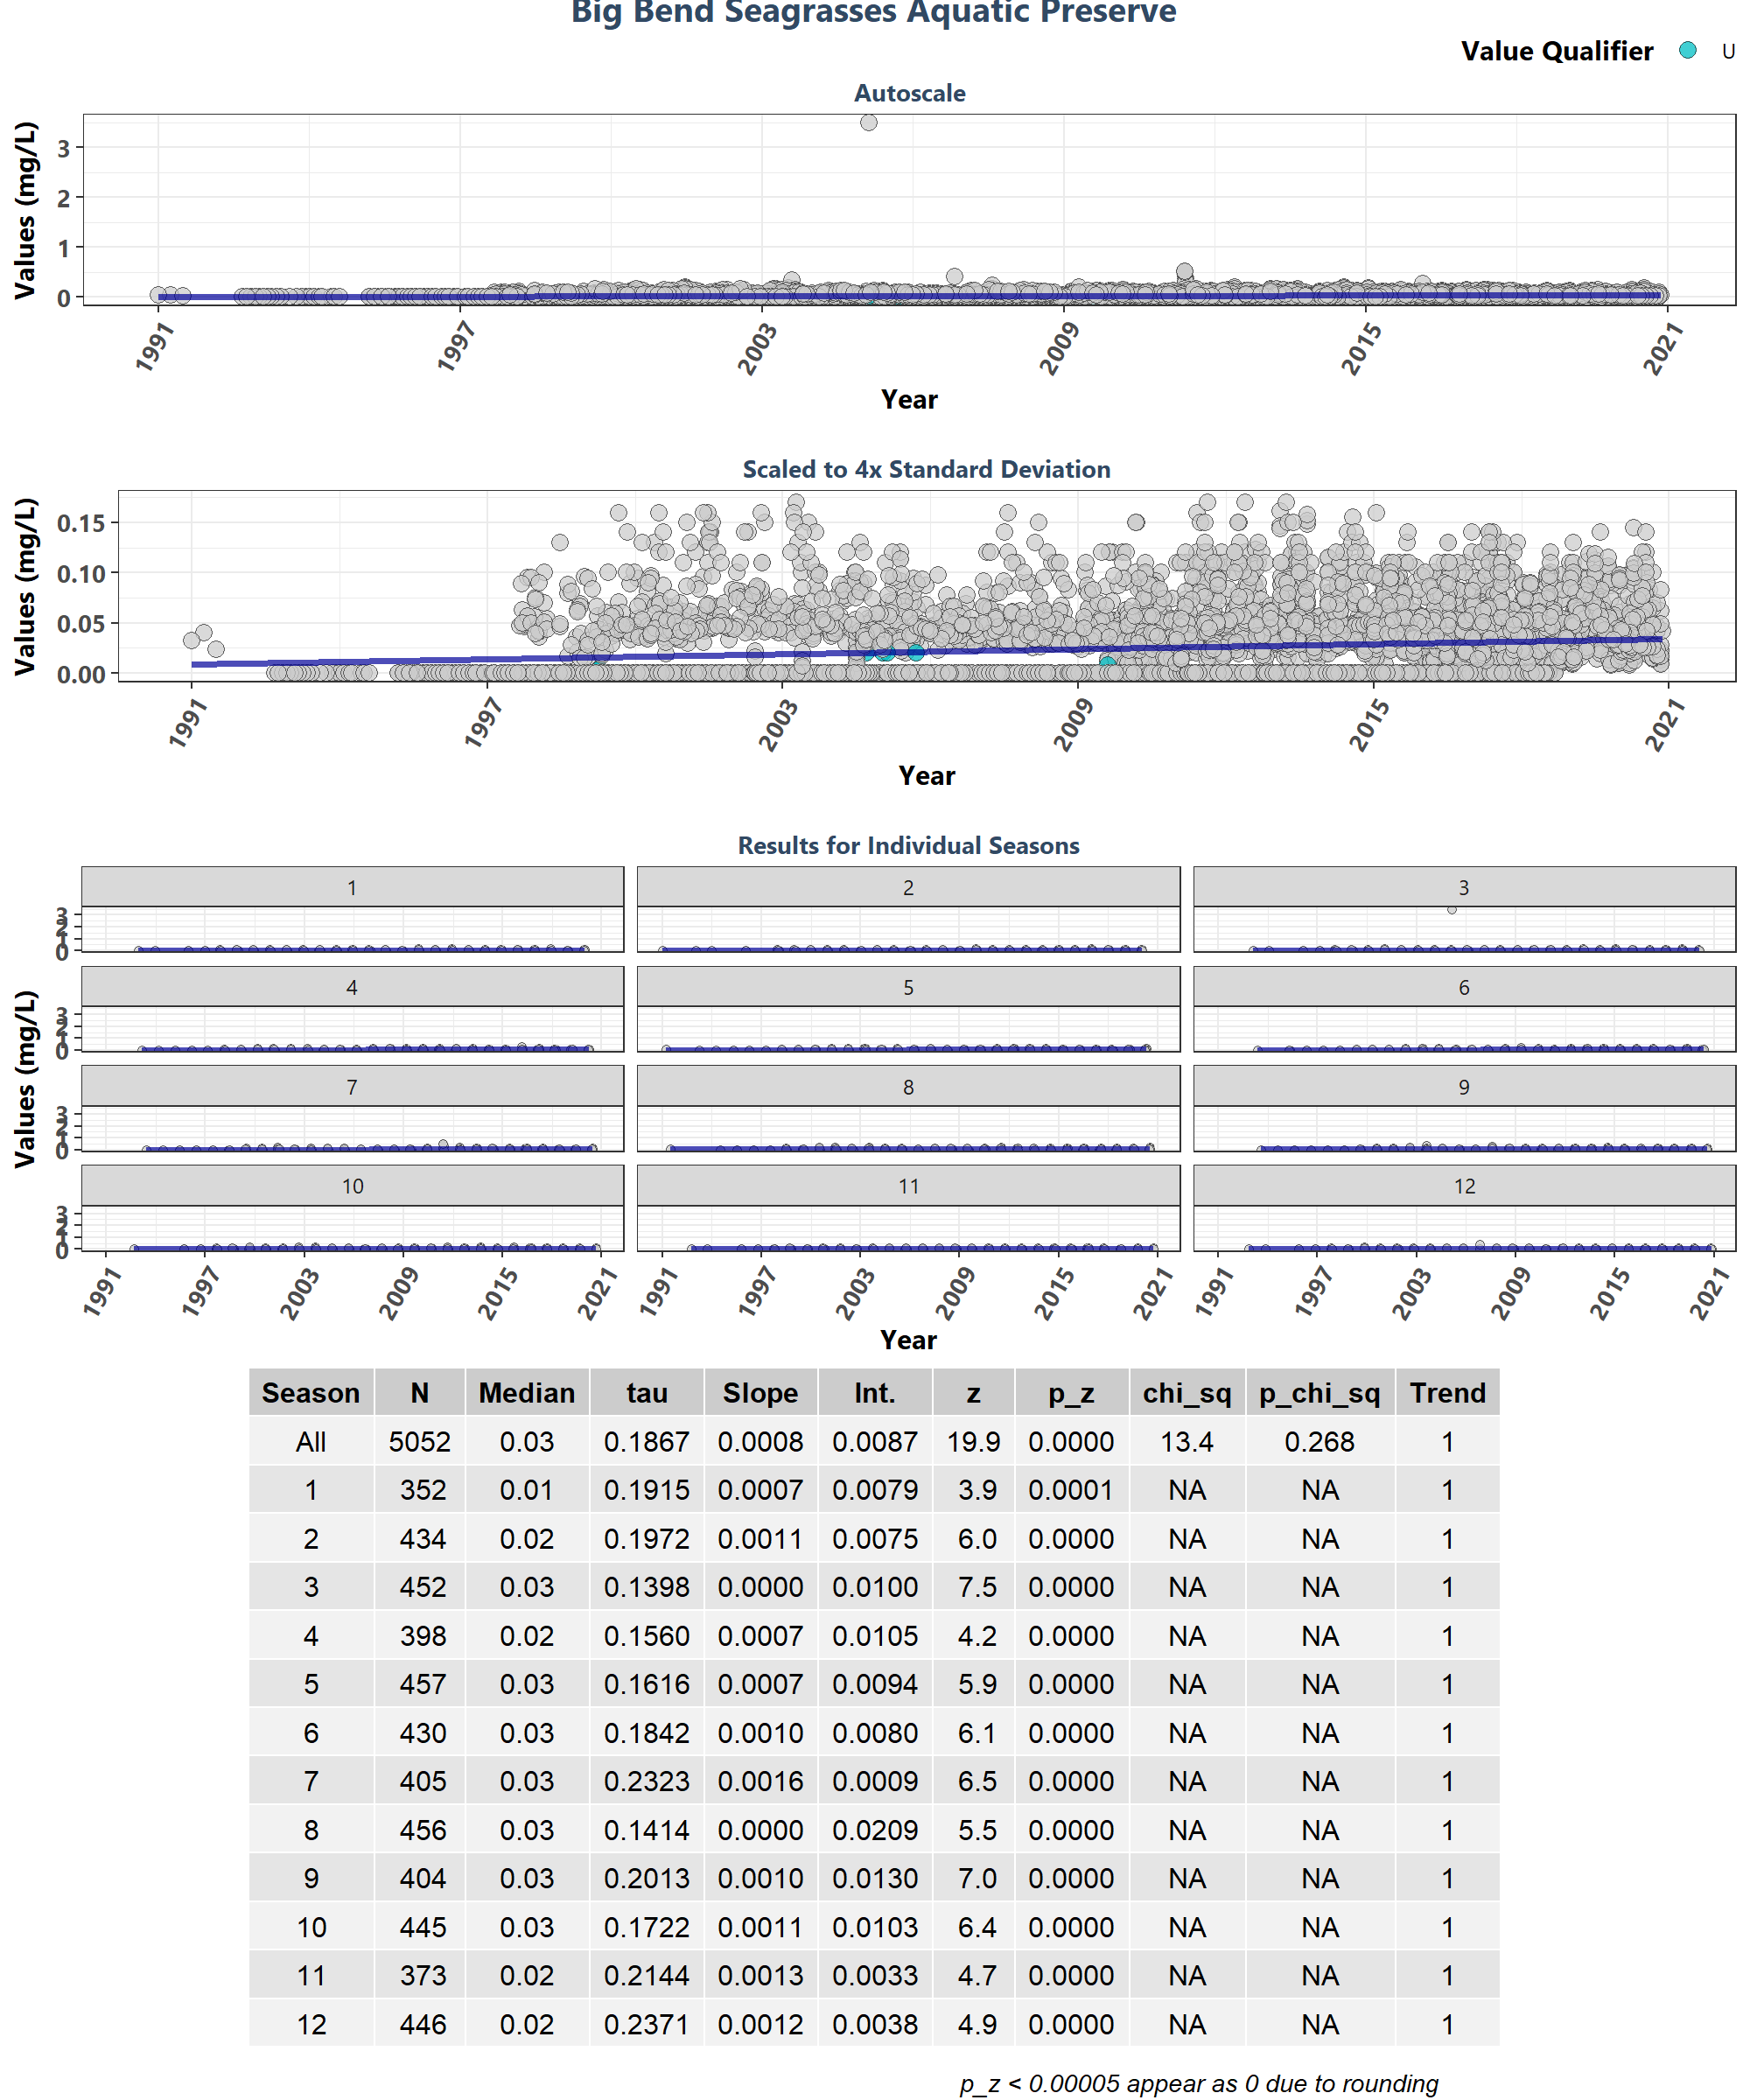 Big Bend Seagrasses Aquatic Preserve
Value Qualifier U
Autoscale
Values (mg/L)
3
2
1
0
1991 1997 2003 2009 2015 2021
Year
Scaled to 4x Standard Deviation
Values (mg/L)
0.15
0.10
0.05
0.00
1991 1997 2003 2009 2015 2021
Year
Results for Individual Seasons
Values (mg/L)
1 2 3
3
2
1
0
4 5 6
3
2
1
0
7 8 9
3
2
1
0
10 11 12
3
2
1
0
1991 1997 2003 2009 2015 2021 1991 1997 2003 2009 2015 2021 1991 1997 2003 2009 2015 2021
Year
Season N Median tau Slope Int. z p_z chi_sq p_chi_sq Trend
All 5052 0.03 0.1867 0.0008 0.0087 19.9 0.0000 13.4 0.268 1
1 352 0.01 0.1915 0.0007 0.0079 3.9 0.0001 NA NA 1
2 434 0.02 0.1972 0.0011 0.0075 6.0 0.0000 NA NA 1
3 452 0.03 0.1398 0.0000 0.0100 7.5 0.0000 NA NA 1
4 398 0.02 0.1560 0.0007 0.0105 4.2 0.0000 NA NA 1
5 457 0.03 0.1616 0.0007 0.0094 5.9 0.0000 NA NA 1
6 430 0.03 0.1842 0.0010 0.0080 6.1 0.0000 NA NA 1
7 405 0.03 0.2323 0.0016 0.0009 6.5 0.0000 NA NA 1
8 456 0.03 0.1414 0.0000 0.0209 5.5 0.0000 NA NA 1
9 404 0.03 0.2013 0.0010 0.0130 7.0 0.0000 NA NA 1
10 445 0.03 0.1722 0.0011 0.0103 6.4 0.0000 NA NA 1
11 373 0.02 0.2144 0.0013 0.0033 4.7 0.0000 NA NA 1
12 446 0.02 0.2371 0.0012 0.0038 4.9 0.0000 NA NA 1
p_z < 0.00005 appear as 0 due to rounding